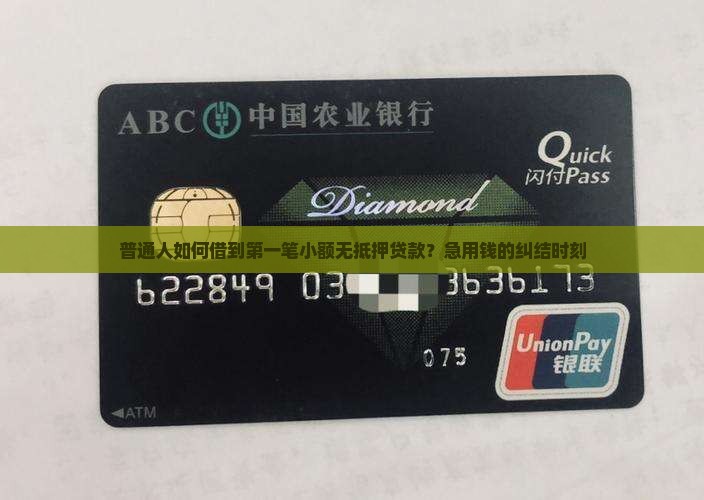 ABC 中国农业银行
Quick
闪付Pass
Diamond
普通人如何借到第一笔小额无抵押贷款？急用钱的纠结时刻
622849 03 3636173
075
UnionPay
银联
ATM